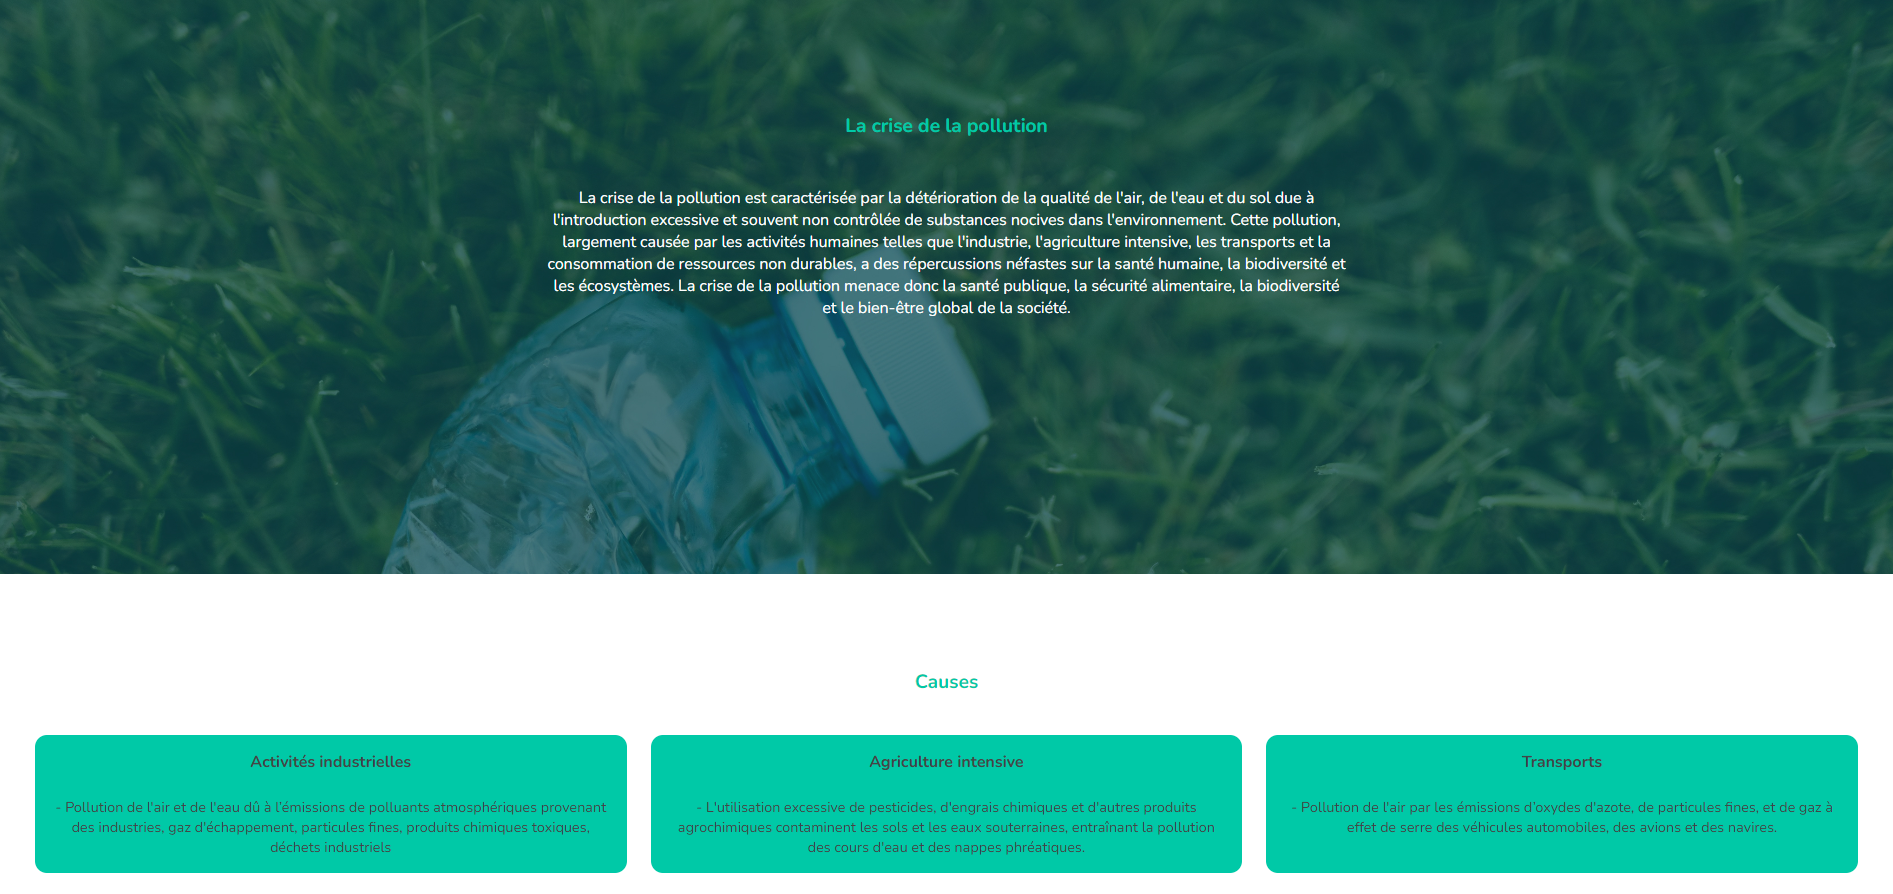 La crise de la pollution
La crise de la pollution est caractérisée par la détérioration de la qualité de l'air, de l'eau et du sol due à
l'introduction excessive et souvent non contrôlée de substances nocives dans l'environnement. Cette pollution,
largement causée par les activités humaines telles que l'industrie, l'agriculture intensive, les transports et la
consommation de ressources non durables, a des répercussions néfastes sur la santé humaine, la biodiversité et
les écosystèmes. La crise de la pollution menace donc la santé publique, la sécurité alimentaire, la biodiversité
et le bien-être global de la société.
Causes
Activités industrielles
- Pollution de l'air et de l'eau dû à l'émissions de polluants atmosphériques provenant
des industries, gaz d'échappement, particules fines, produits chimiques toxiques,
déchets industriels
Agriculture intensive
- L'utilisation excessive de pesticides, d'engrais chimiques et d'autres produits
agrochimiques contaminent les sols et les eaux souterraines, entraînant la pollution
des cours d'eau et des nappes phréatiques.
Transports
- Pollution de l'air par les émissions d'oxydes d'azote, de particules fines, et de gaz à
effet de serre des véhicules automobiles, des avions et des navires.